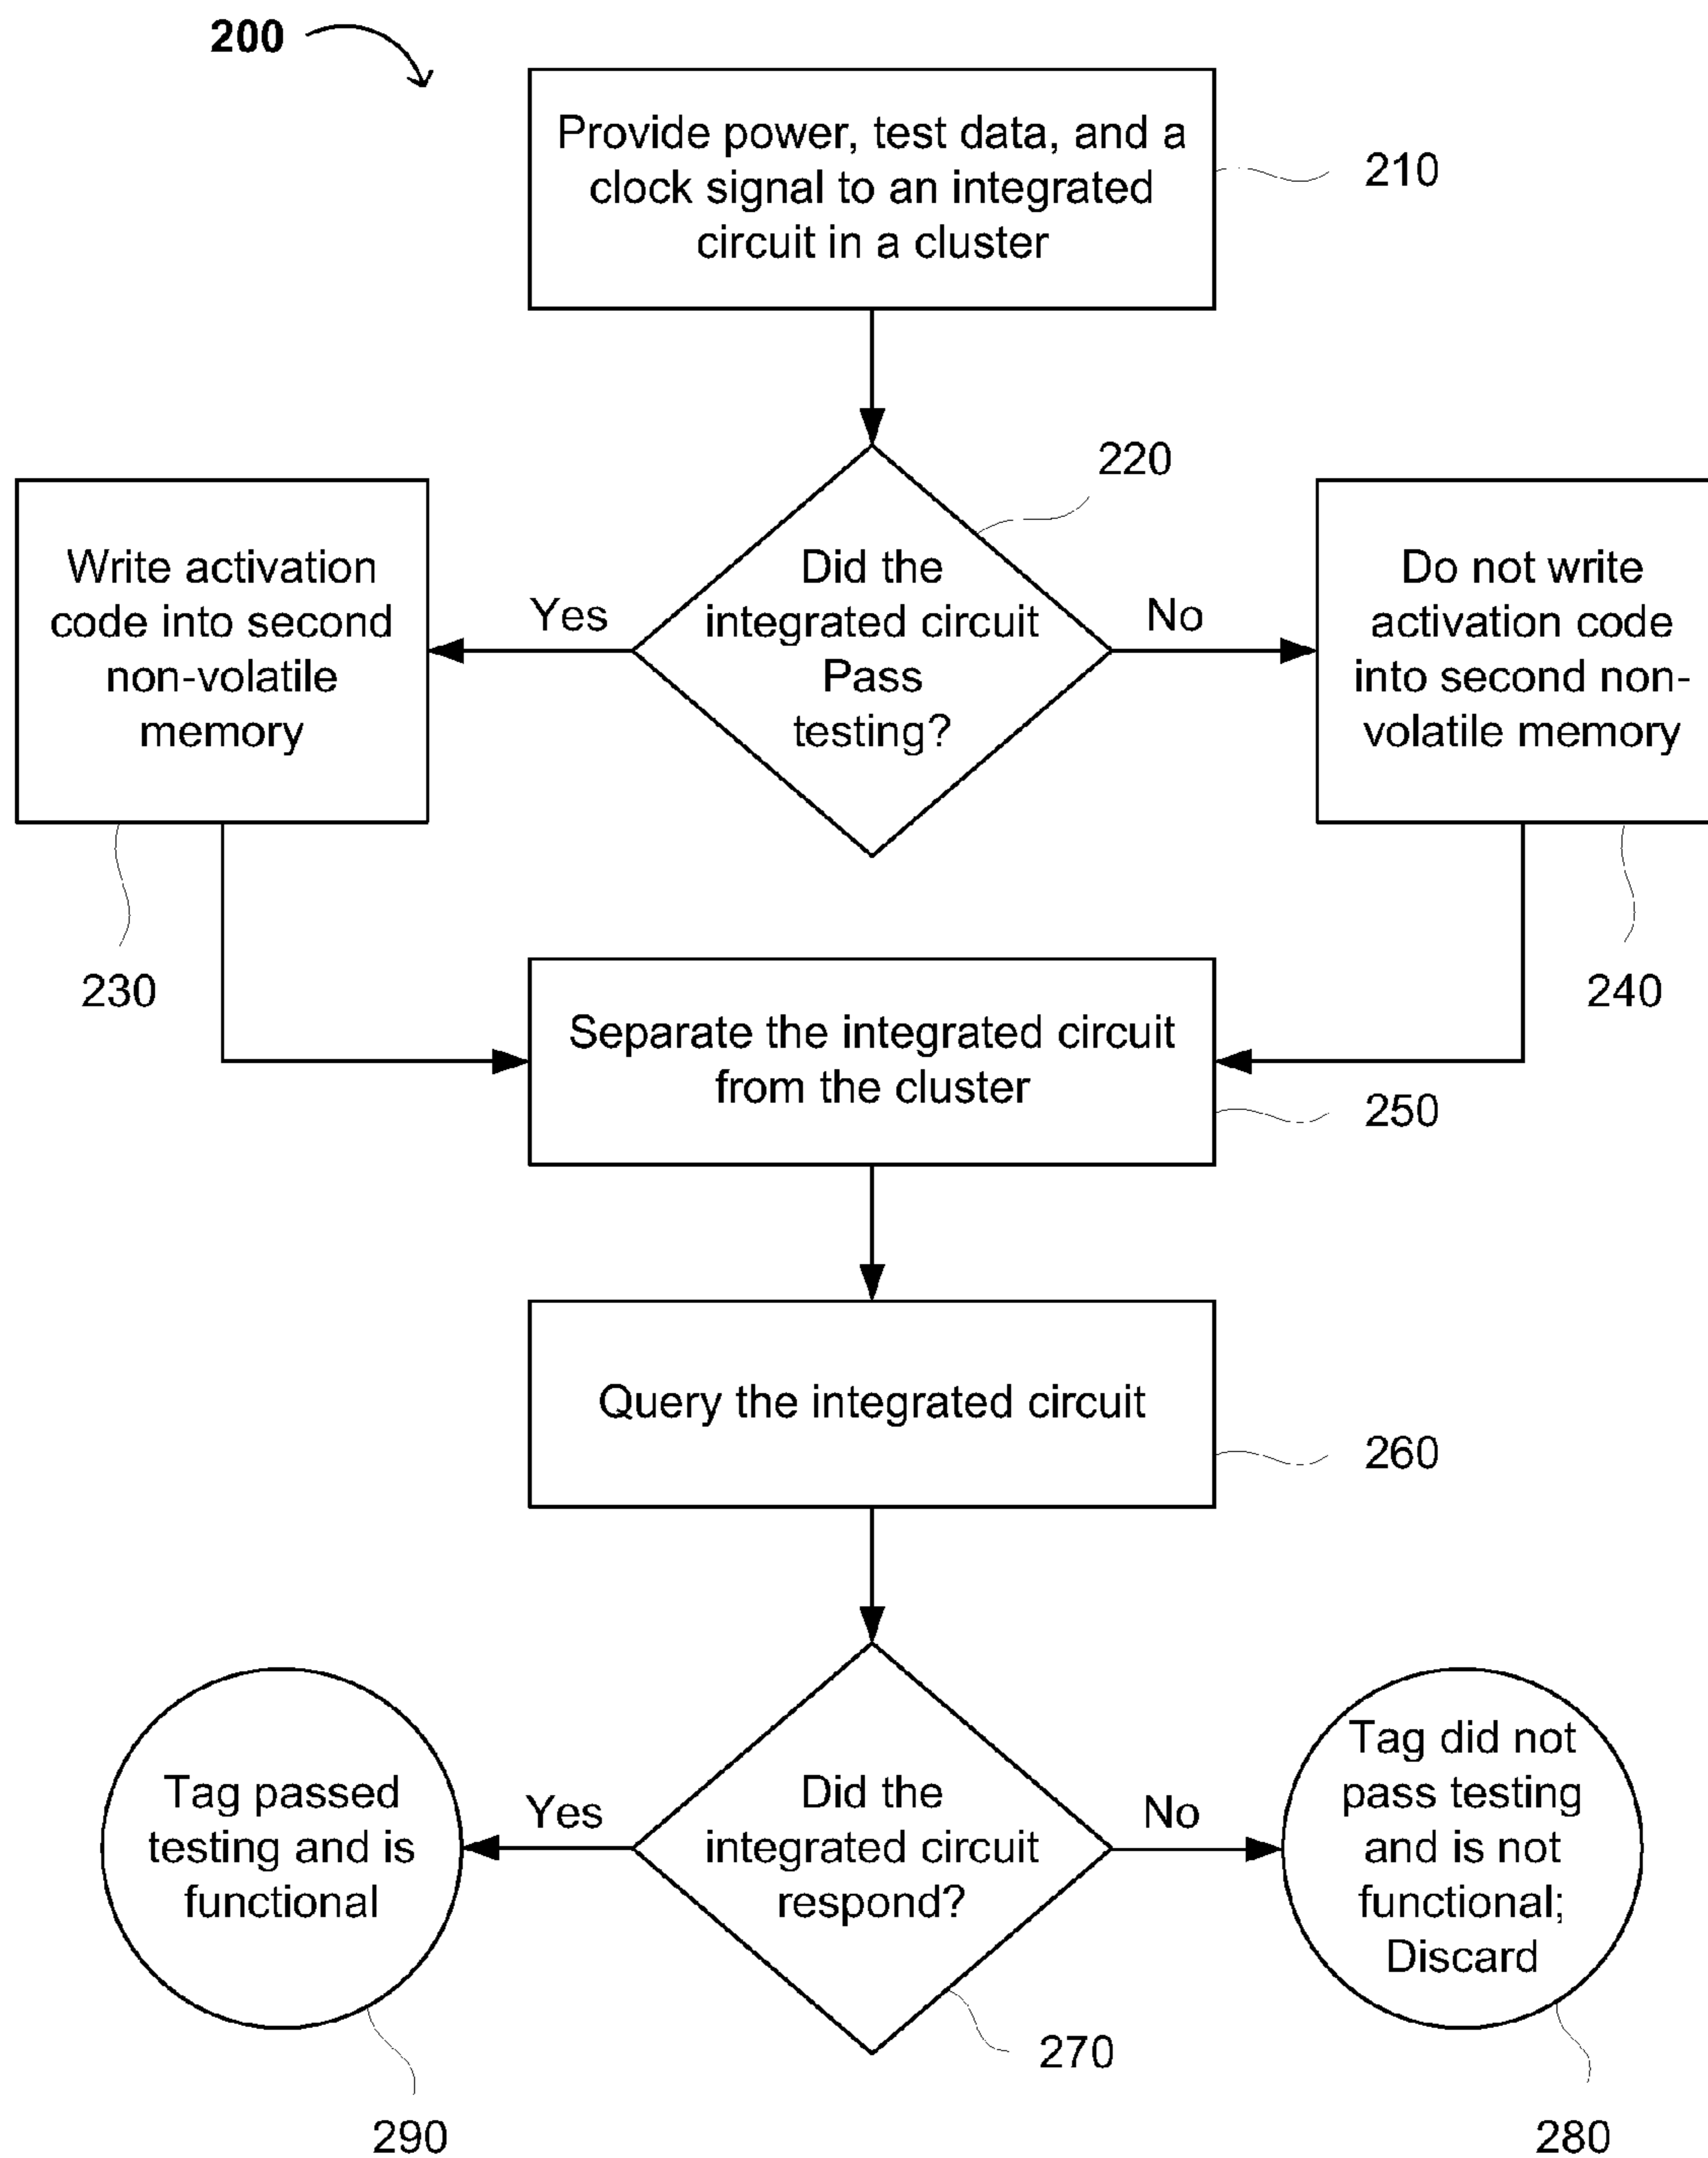 200
Provide power, test data, and a
clock signal to an integrated
circuit in a cluster
210
220
Write activation
code into second
non-volatile
memory
Yes
Did the
integrated circuit
Pass
testing?
No
Do not write
activation code
into second non-
volatile memory
230
240
Separate the integrated circuit
from the cluster
250
Query the integrated circuit
260
Tag passed
testing and is
functional
Yes
Did the
integrated circuit
respond?
No
Tag did not
pass testing
and is not
functional;
Discard
270
290
280